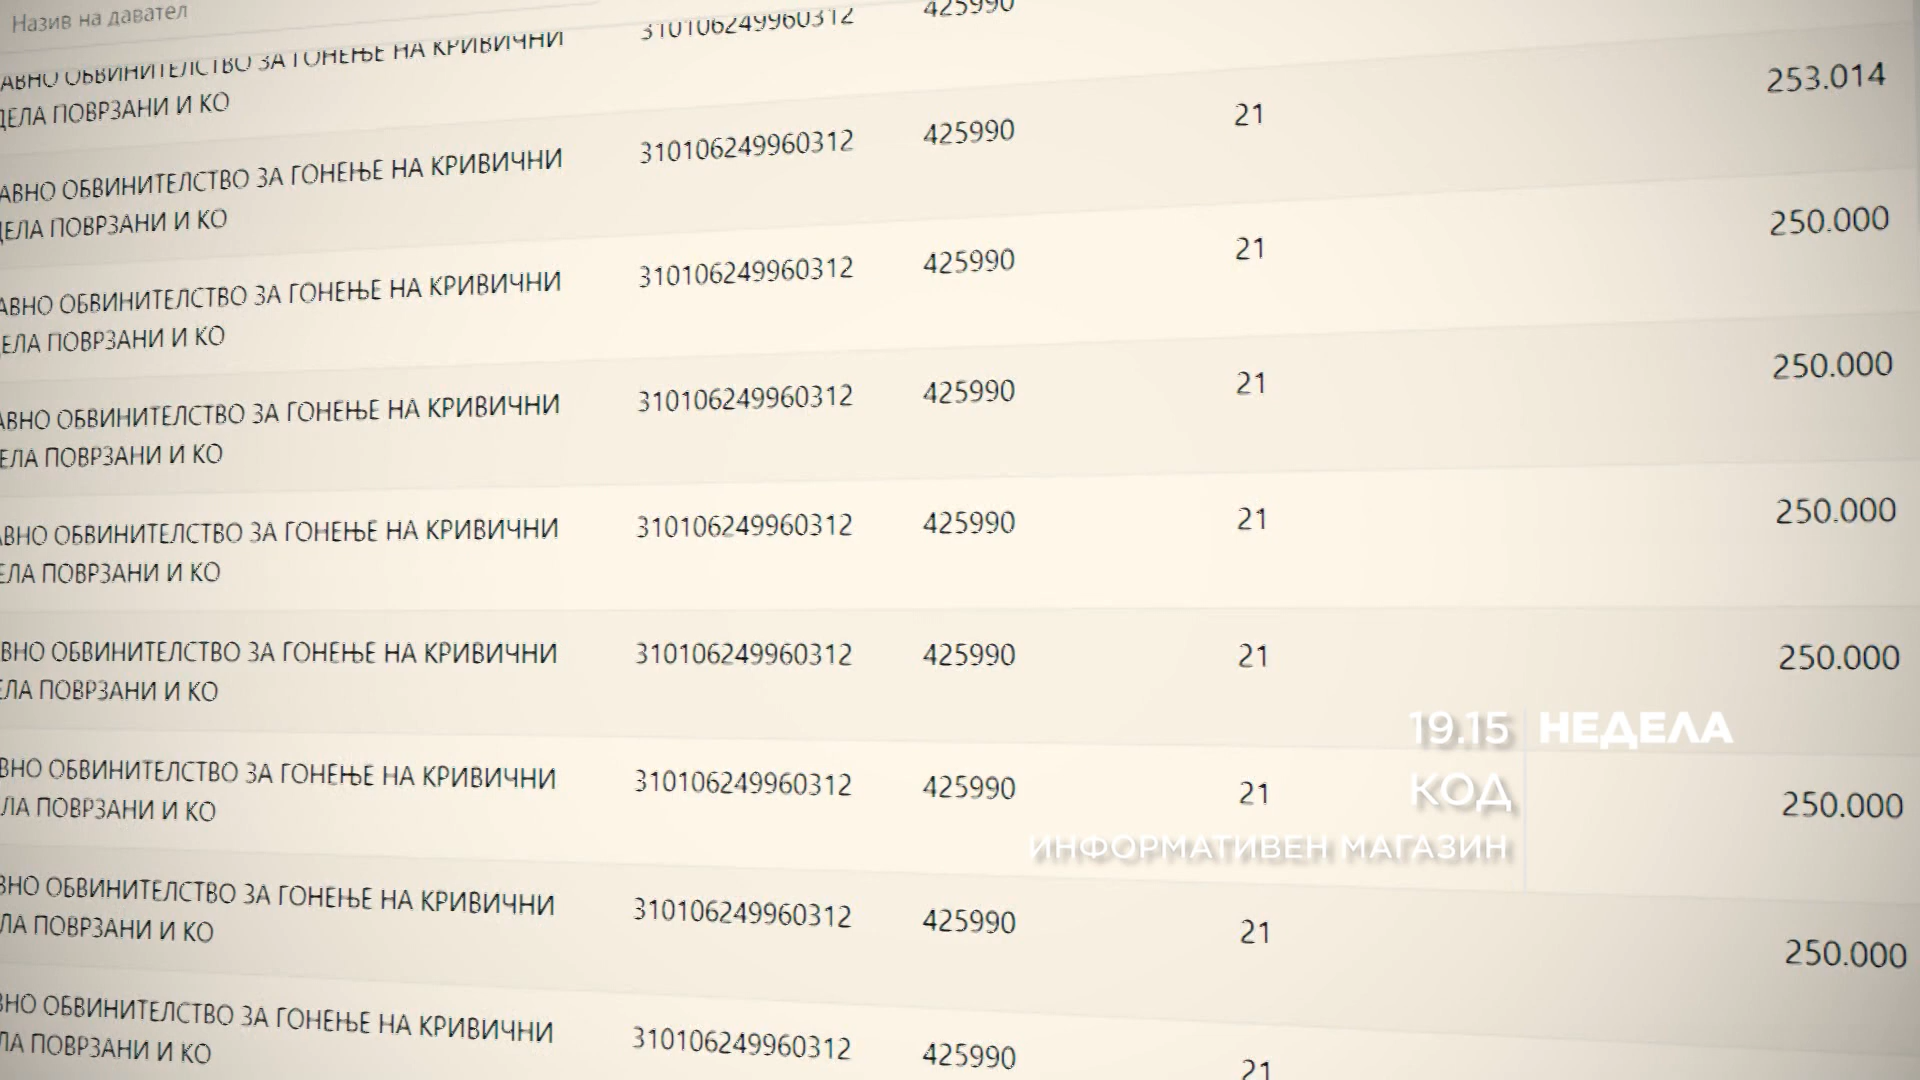 Назив на давател
АВНО ОБВИНИТЕЛСТВО ЗА ГОНЕЊЕ НА КРИВИЧНИ 310106249960312 425990
ДЕЛА ПОВРЗАНИ И КО
253.014
АВНО ОБВИНИТЕЛСТВО ЗА ГОНЕЊЕ НА КРИВИЧНИ 310106249960312 425990 21
ДЕЛА ПОВРЗАНИ И КО
250.000
АВНО ОБВИНИТЕЛСТВО ЗА ГОНЕЊЕ НА КРИВИЧНИ 310106249960312 425990 21
ЕЛА ПОВРЗАНИ И КО
250.000
АВНО ОБВИНИТЕЛСТВО ЗА ГОНЕЊЕ НА КРИВИЧНИ 310106249960312 425990 21
ЕЛА ПОВРЗАНИ И КО
250.000
АВНО ОБВИНИТЕЛСТВО ЗА ГОНЕЊЕ НА КРИВИЧНИ 310106249960312 425990 21
ЕЛА ПОВРЗАНИ И КО
ВНО ОБВИНИТЕЛСТВО ЗА ГОНЕЊЕ НА КРИВИЧНИ 310106249960312 425990 21 250.000
ЕЛА ПОВРЗАНИ И КО
ВНО ОБВИНИТЕЛСТВО ЗА ГОНЕЊЕ НА КРИВИЧНИ 310106249960312 425990 21 250.000
ЛА ПОВРЗАНИ И КО
ВНО ОБВИНИТЕЛСТВО ЗА ГОНЕЊЕ НА КРИВИЧНИ 310106249960312 425990 21 250.000
ЛА ПОВРЗАНИ И КО
ВНО ОБВИНИТЕЛСТВО ЗА ГОНЕЊЕ НА КРИВИЧНИ 310106249960312 425990 21
ЛА ПОВРЗАНИ И КО
19.15 НЕДЕЛА
КОД
ИНФОРМАТИВЕН МАГАЗИН